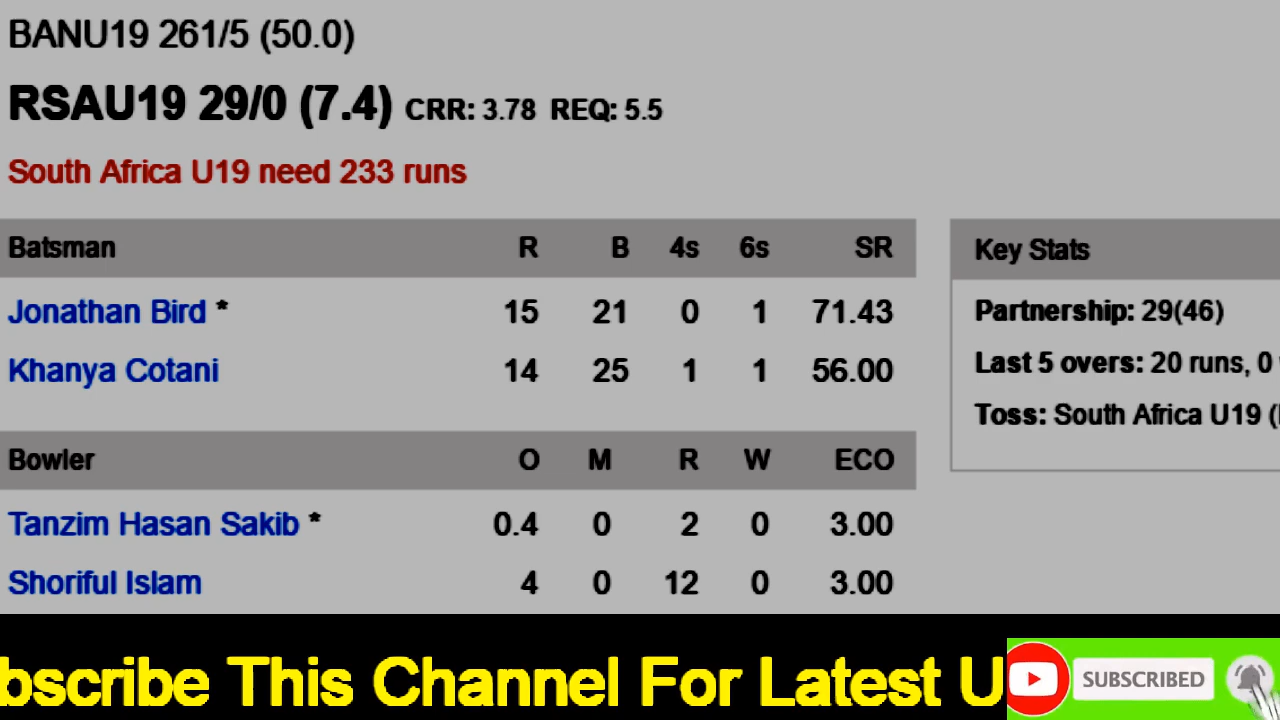 BANU19 261/5 (50.0)
RSAU19 29/0 (7.4) CRR: 3.78 REQ: 5.5
South Africa U19 need 233 runs
Batsman R B 4s 6s SR
Jonathan Bird * 15 21 0 1 71.43
Khanya Cotani 14 25 1 1 56.00
Bowler O M R W ECO
Tanzim Hasan Sakib * 0.4 0 2 0 3.00
Shoriful Islam 4 0 12 0 3.00
Key Stats
Partnership: 29(46)
Last 5 overs: 20 runs, 0
Toss: South Africa U19 (
bscribe This Channel For Latest U
SUBSCRIBED